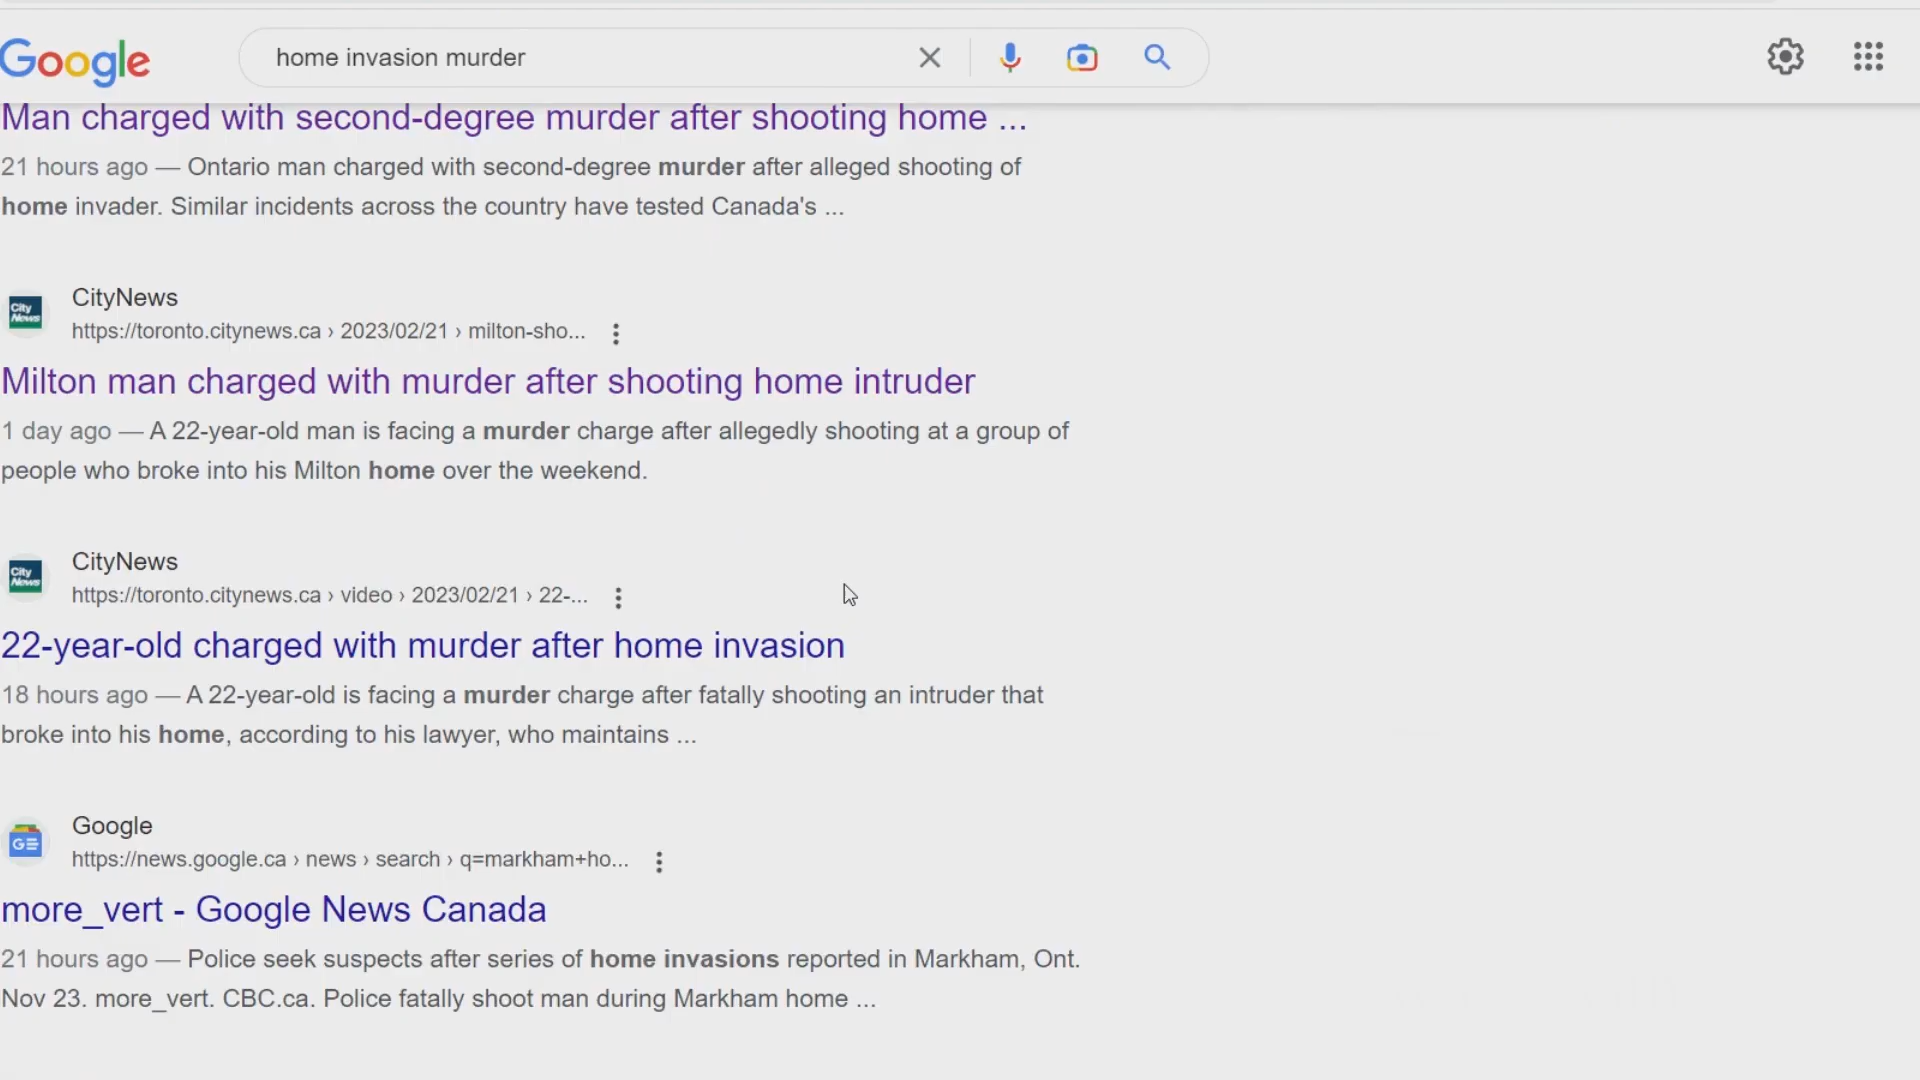 Google
home invasion murder
Man charged with second-degree murder after shooting home ...
21 hours ago — Ontario man charged with second-degree murder after alleged shooting of
home invader. Similar incidents across the country have tested Canada's ...
City News
CityNews
https://toronto.citynews.ca › 2023/02/21 › milton-sho...
Milton man charged with murder after shooting home intruder
1 day ago — A 22-year-old man is facing a murder charge after allegedly shooting at a group of
people who broke into his Milton home over the weekend.
City News
CityNews
https://toronto.citynews.ca › video › 2023/02/21 › 22-...
22-year-old charged with murder after home invasion
18 hours ago — A 22-year-old is facing a murder charge after fatally shooting an intruder that
broke into his home, according to his lawyer, who maintains ...
G
Google
https://news.google.ca › news › search › q=markham+ho...
more_vert - Google News Canada
21 hours ago — Police seek suspects after series of home invasions reported in Markham, Ont.
Nov 23. more_vert. CBC.ca. Police fatally shoot man during Markham home ...